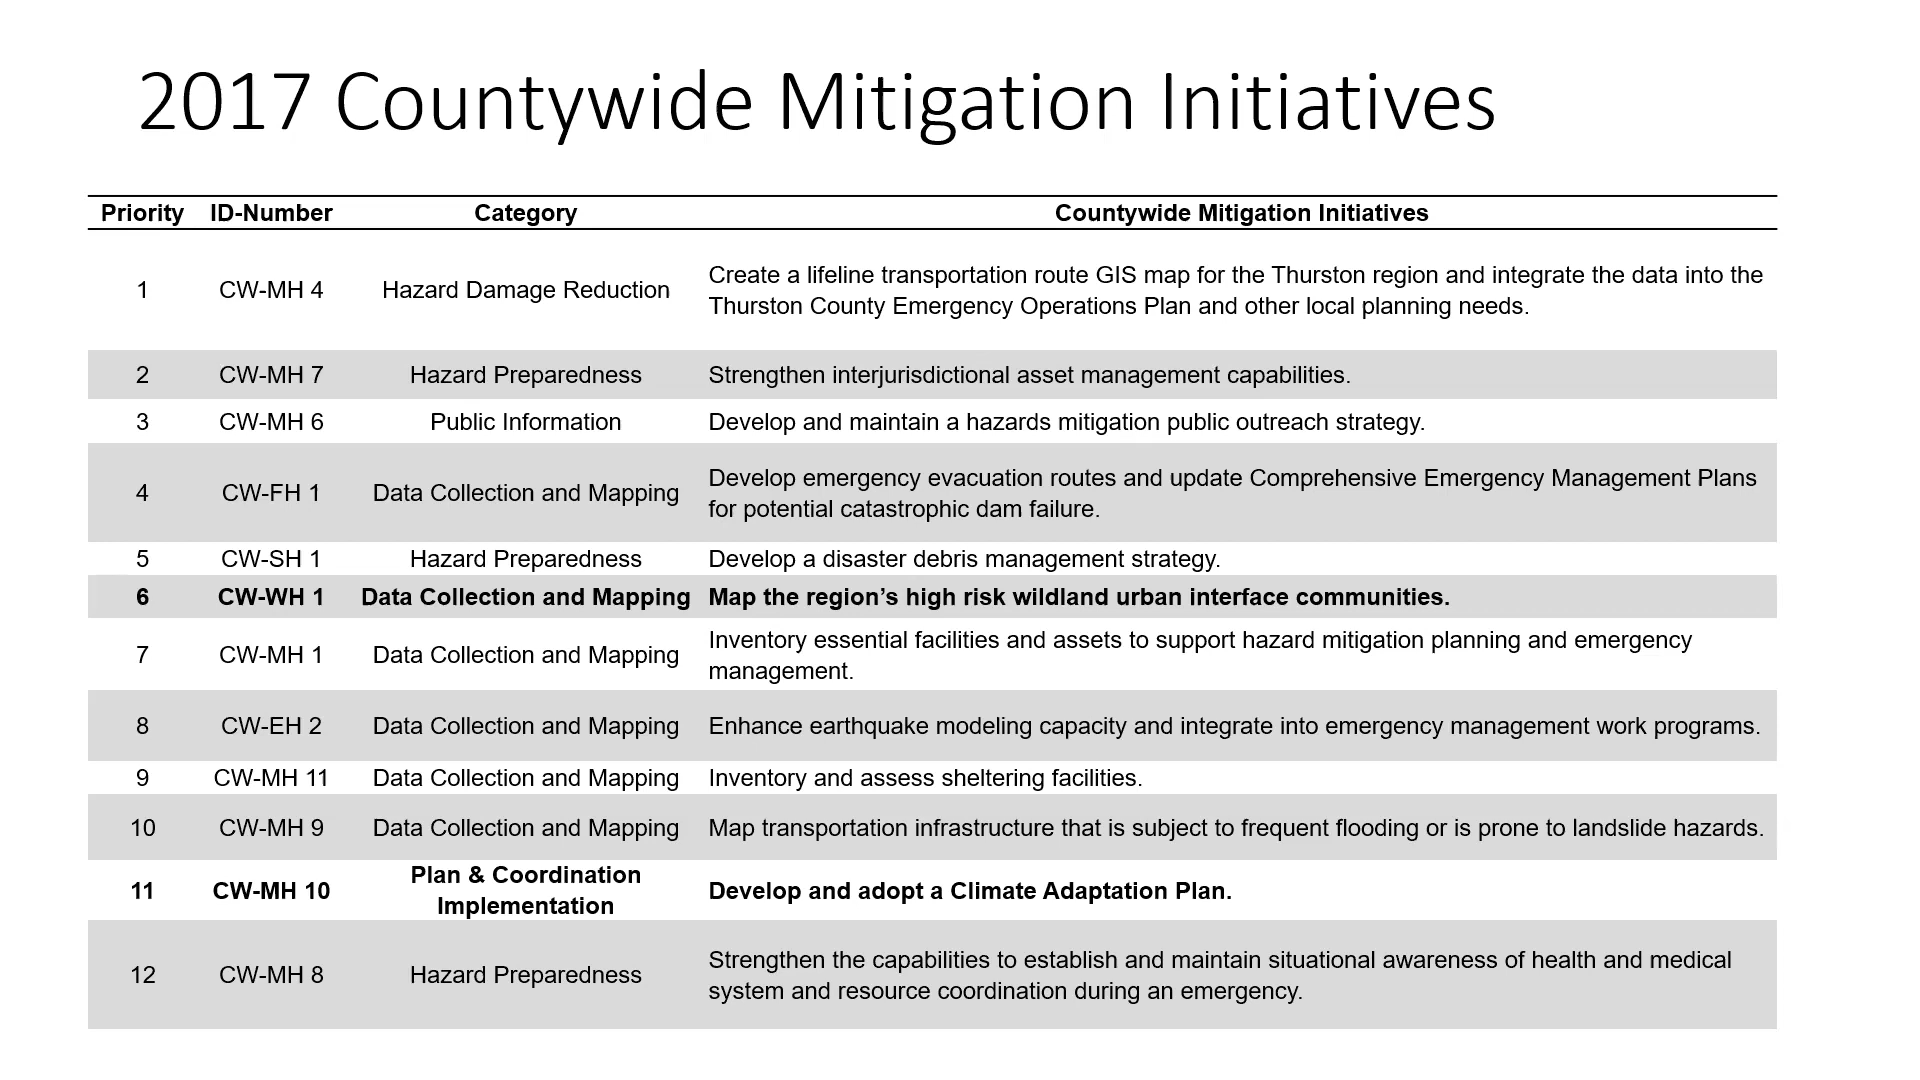 2017 Countywide Mitigation Initiatives
Priority ID-Number Category Countywide Mitigation Initiatives
1 CW-MH 4 Hazard Damage Reduction Create a lifeline transportation route GIS map for the Thurston region and integrate the data into the
Thurston County Emergency Operations Plan and other local planning needs.
2 CW-MH 7 Hazard Preparedness Strengthen interjurisdictional asset management capabilities.
3 CW-MH 6 Public Information Develop and maintain a hazards mitigation public outreach strategy.
4 CW-FH 1 Data Collection and Mapping Develop emergency evacuation routes and update Comprehensive Emergency Management Plans
for potential catastrophic dam failure.
5 CW-SH 1 Hazard Preparedness Develop a disaster debris management strategy.
6 CW-WH 1 Data Collection and Mapping Map the region’s high risk wildland urban interface communities.
7 CW-MH 1 Data Collection and Mapping Inventory essential facilities and assets to support hazard mitigation planning and emergency
management.
8 CW-EH 2 Data Collection and Mapping Enhance earthquake modeling capacity and integrate into emergency management work programs.
9 CW-MH 11 Data Collection and Mapping Inventory and assess sheltering facilities.
10 CW-MH 9 Data Collection and Mapping Map transportation infrastructure that is subject to frequent flooding or is prone to landslide hazards.
11 CW-MH 10 Plan & Coordination
Implementation Develop and adopt a Climate Adaptation Plan.
12 CW-MH 8 Hazard Preparedness Strengthen the capabilities to establish and maintain situational awareness of health and medical
system and resource coordination during an emergency.